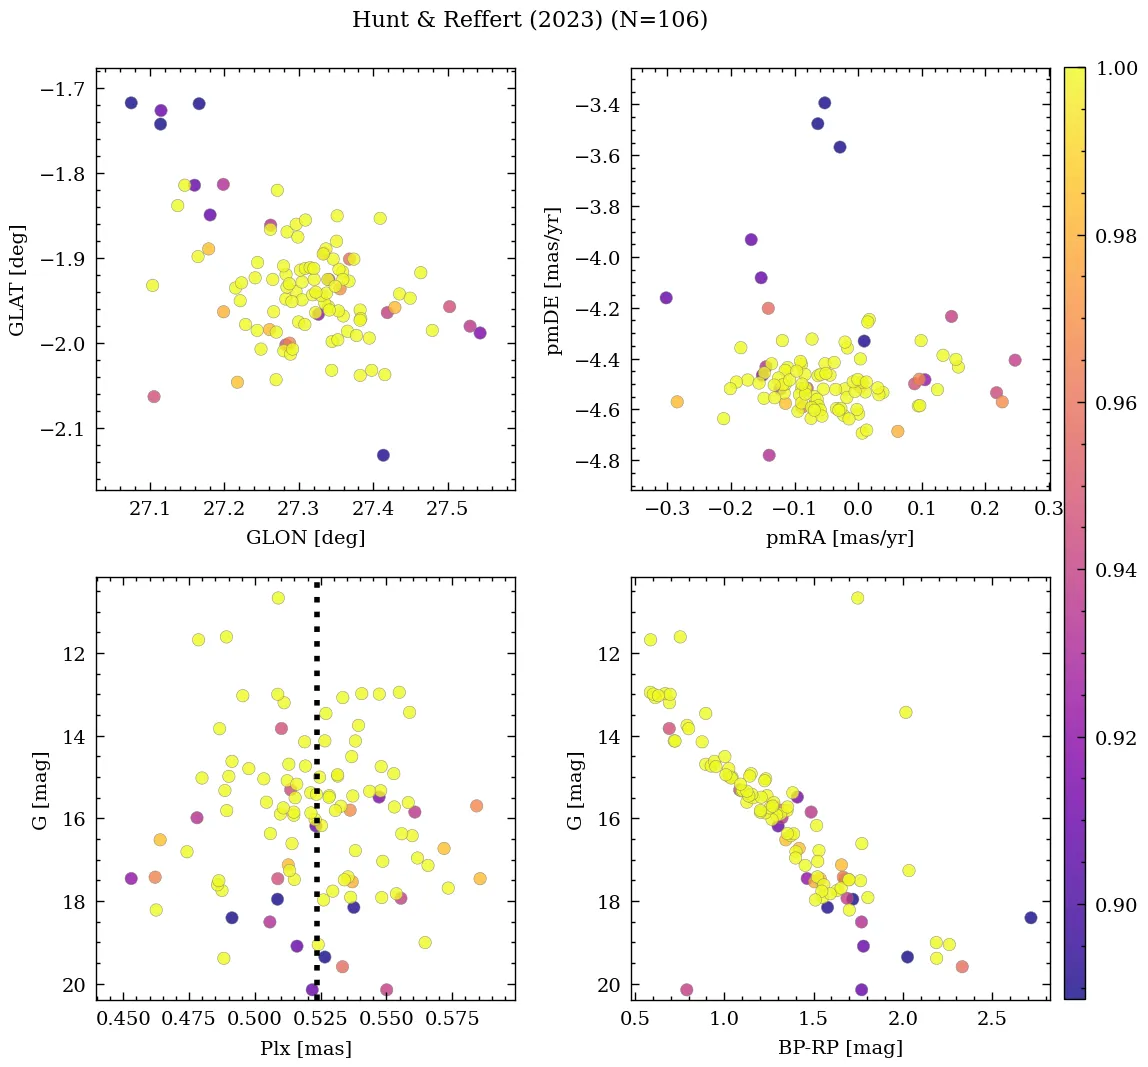 Hunt & Reffert (2023) (N=106)
−1.7
−1.8
−1.9
−2.0
−2.1
GLAT [deg]
27.1 27.2 27.3 27.4 27.5
GLON [deg]
−3.4
−3.6
−3.8
−4.0
−4.2
−4.4
−4.6
−4.8
pmDE [mas/yr]
−0.3 −0.2 −0.1 0.0 0.1 0.2 0.3
pmRA [mas/yr]
12
14
16
18
20
G [mag]
0.450 0.475 0.500 0.525 0.550 0.575
Plx [mas]
12
14
16
18
20
G [mag]
0.5 1.0 1.5 2.0 2.5
BP-RP [mag]
1.00
0.98
0.96
0.94
0.92
0.90